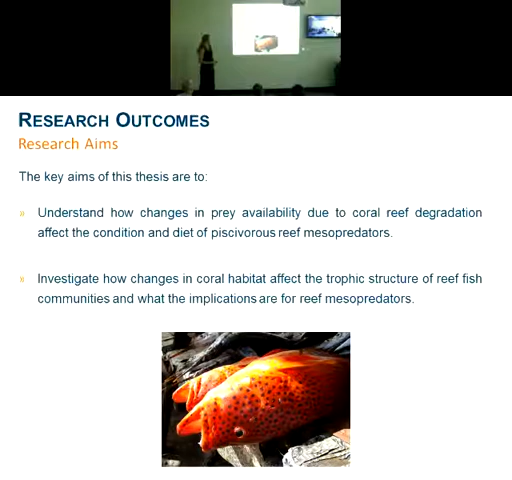 RESEARCH OUTCOMES
Research Aims
The key aims of this thesis are to:
» Understand how changes in prey availability due to coral reef degradation
affect the condition and diet of piscivorous reef mesopredators.
» Investigate how changes in coral habitat affect the trophic structure of reef fish
communities and what the implications are for reef mesopredators.